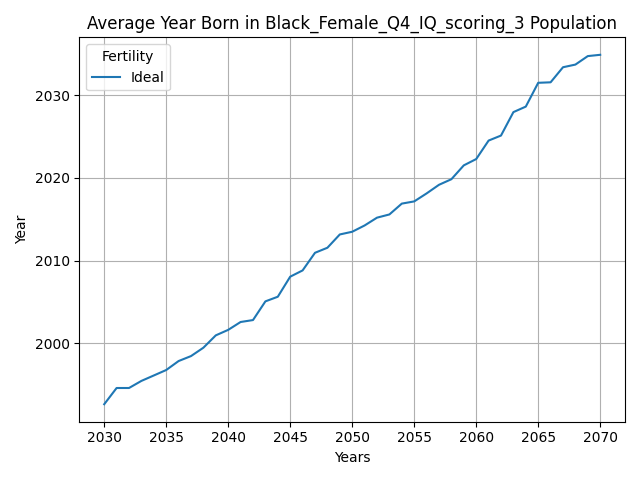 Average Year Born in Black_Female_Q4_IQ_scoring_3 Population
Fertility
Ideal
Year
2030
2020
2010
2000
2030 2035 2040 2045 2050 2055 2060 2065 2070
Years